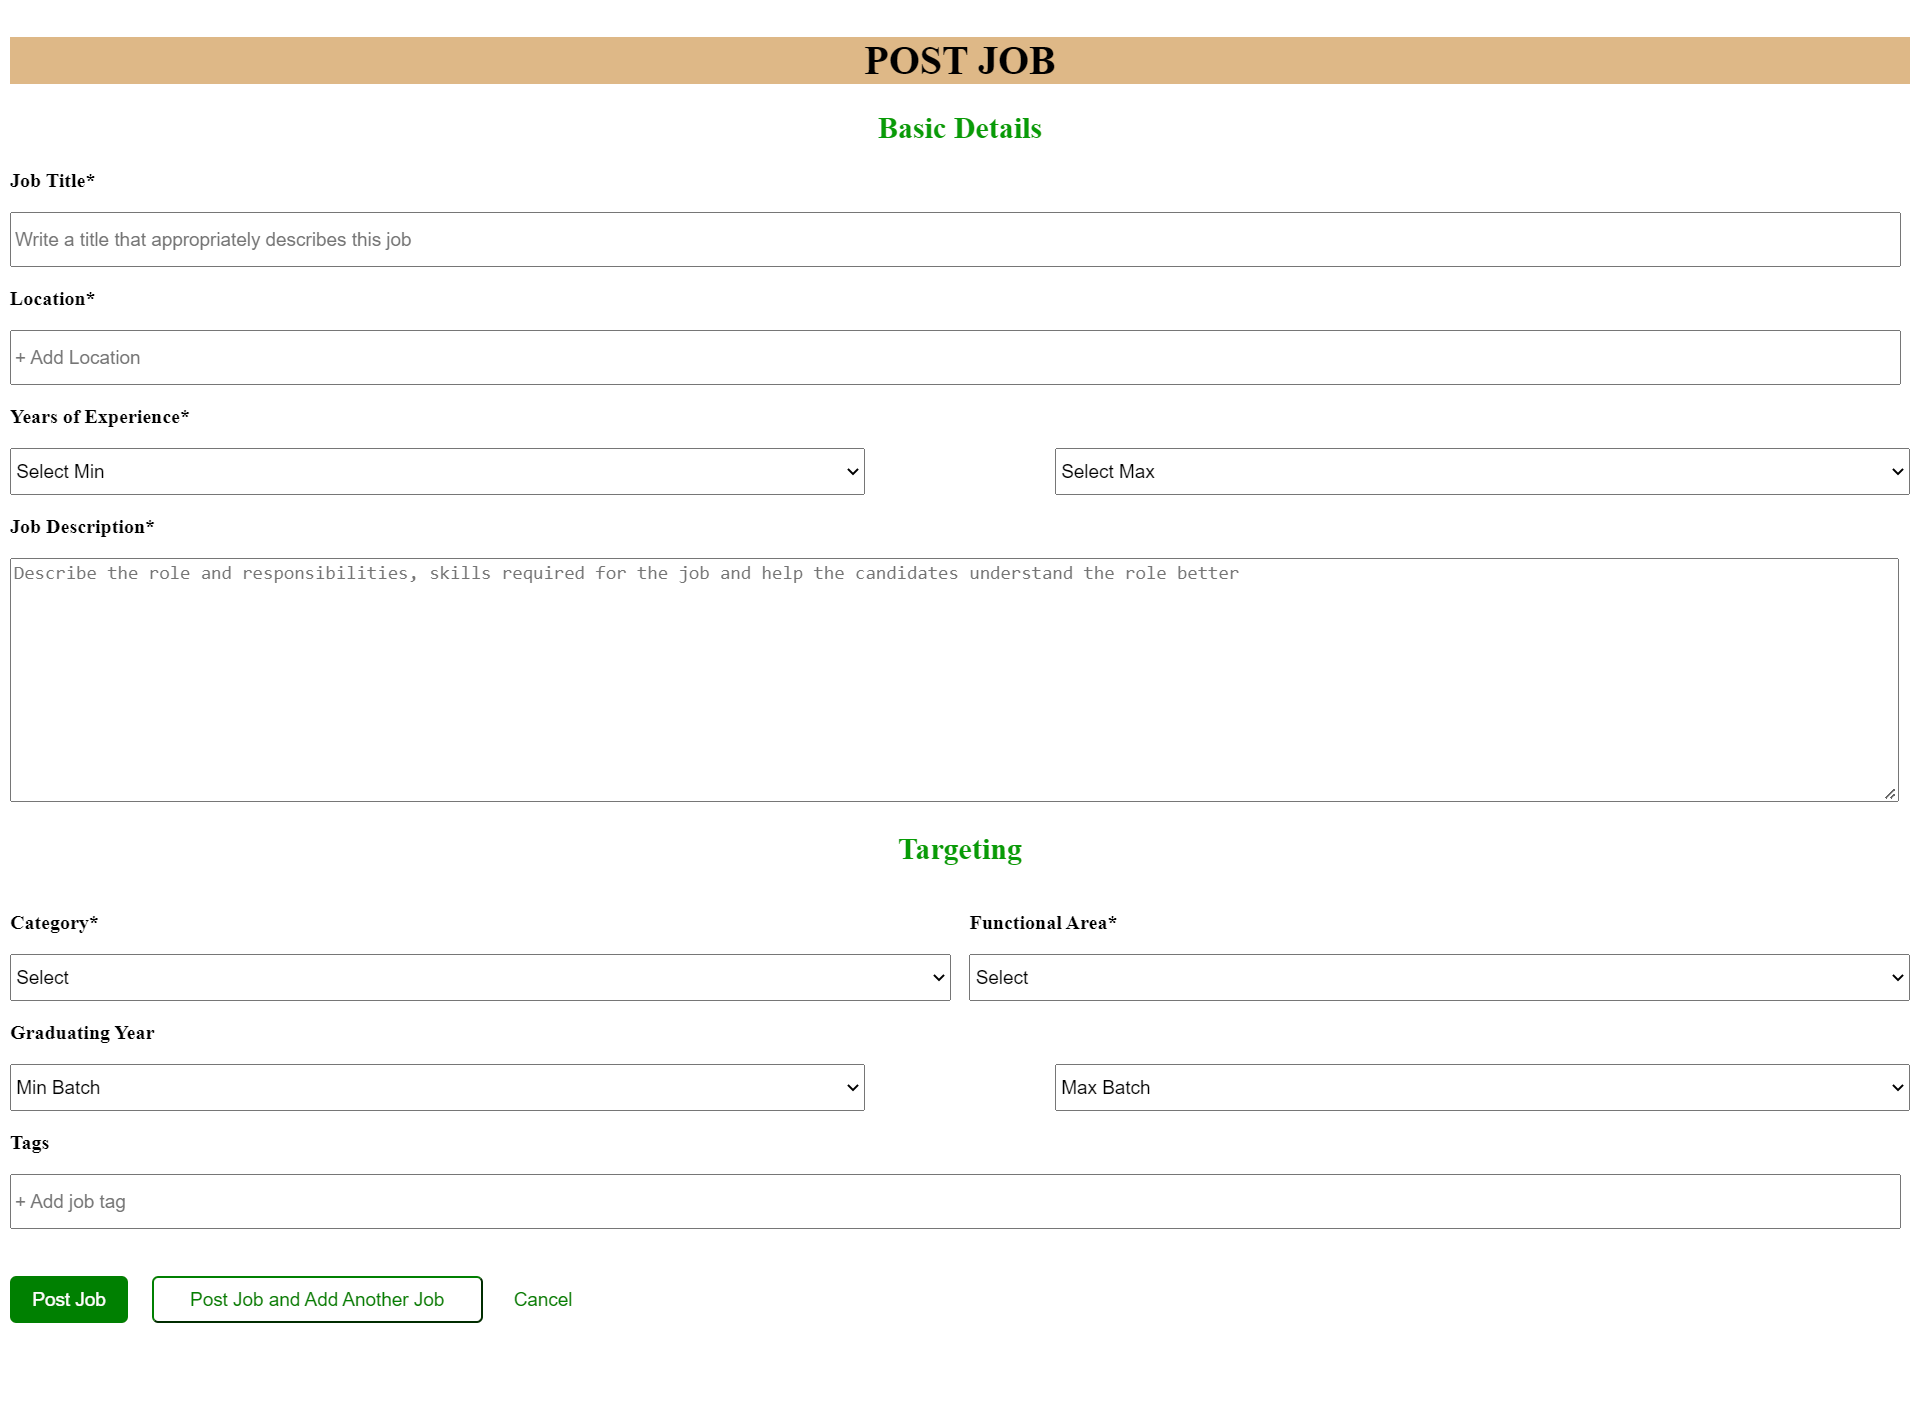 POST JOB
Basic Details
Job Title*
Write a title that appropriately describes this job
Location*
+ Add Location
Years of Experience*
Select Min
Select Max
Job Description*
Describe the role and responsibilities, skills required for the job and help the candidates understand the role better
Targeting
Category*
Functional Area*
Select
Select
Graduating Year
Min Batch
Max Batch
Tags
+ Add job tag
Post Job
Post Job and Add Another Job
Cancel